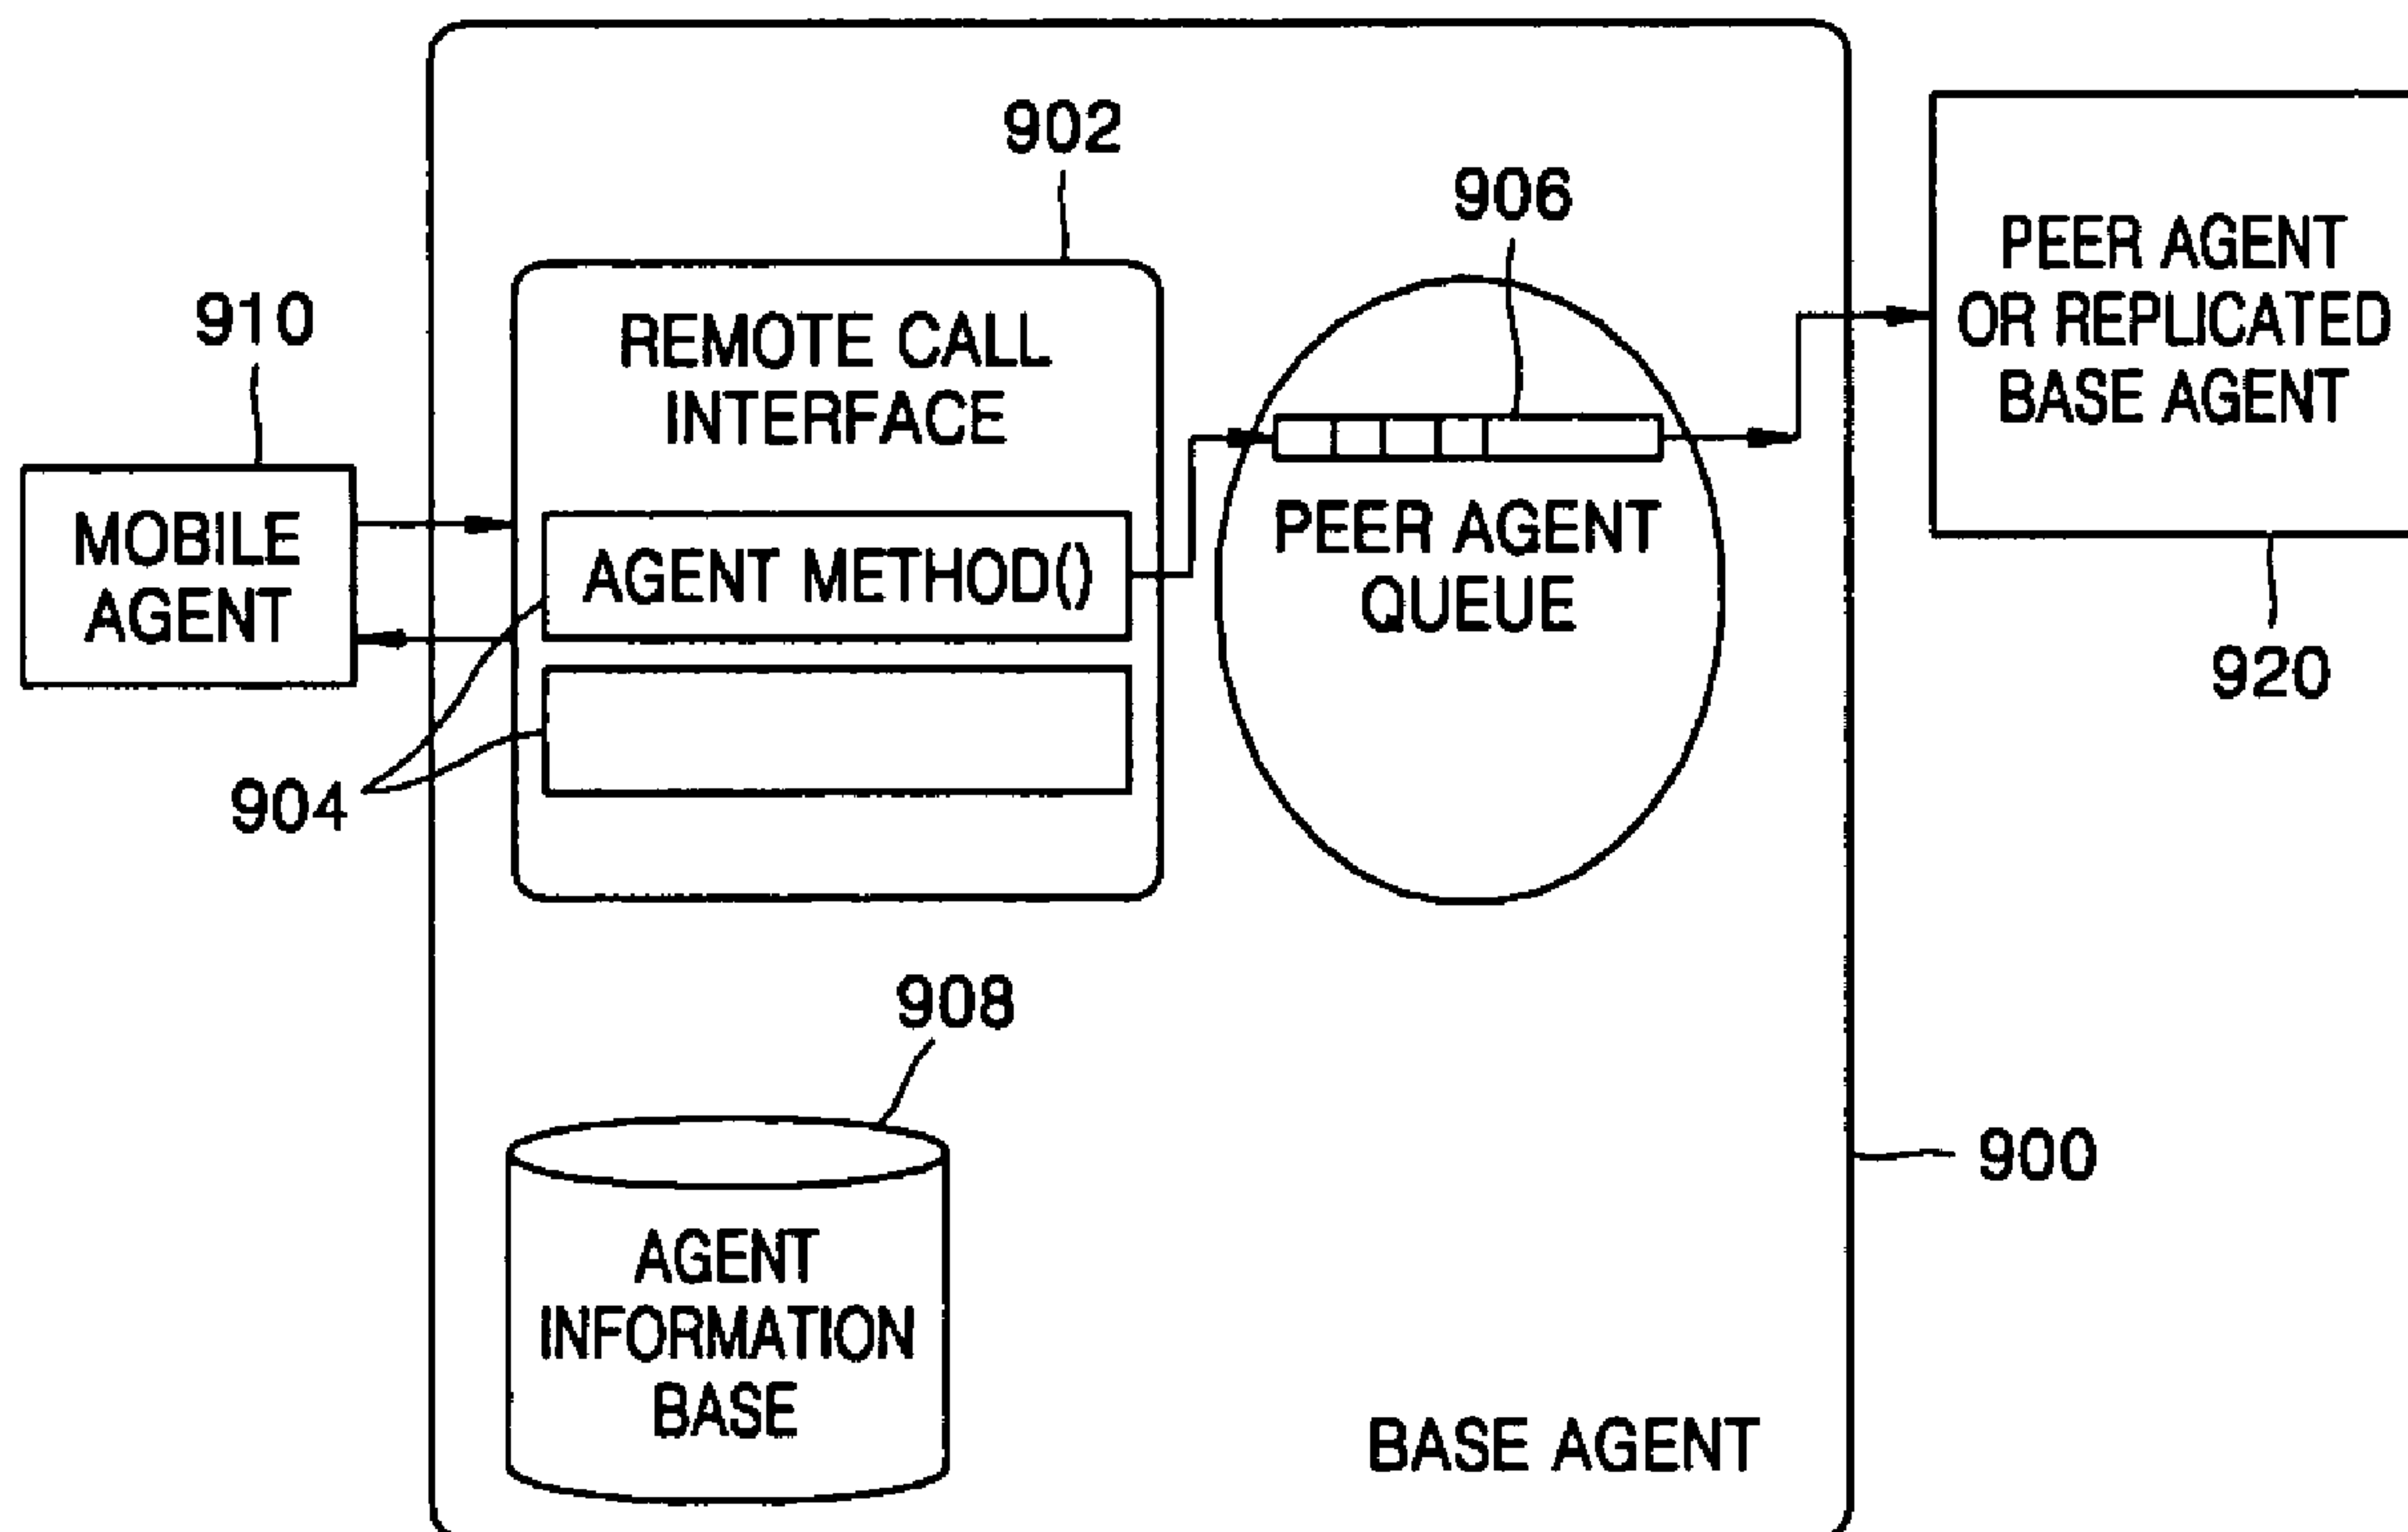 902
906
910
REMOTE CALL
INTERFACE
PEER AGENT
OR REPLICATED
BASE AGENT
MOBILE
AGENT
AGENT METHOD()
PEER AGENT
QUEUE
920
904
908
900
AGENT
INFORMATION
BASE
BASE AGENT